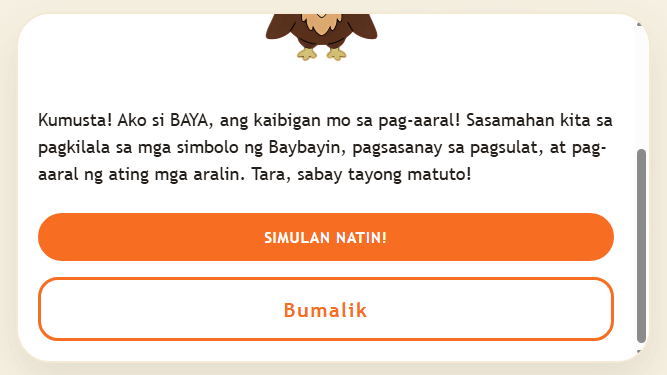 Kumusta! Ako si BAYA, ang kaibigan mo sa pag-aaral! Sasamahan kita sa
pagkilala sa mga simbolo ng Baybayin, pagsasanay sa pagsulat, at pag-
aaral ng ating mga aralin. Tara, sabay tayong matuto!
SIMULAN NATIN!
Bumalik